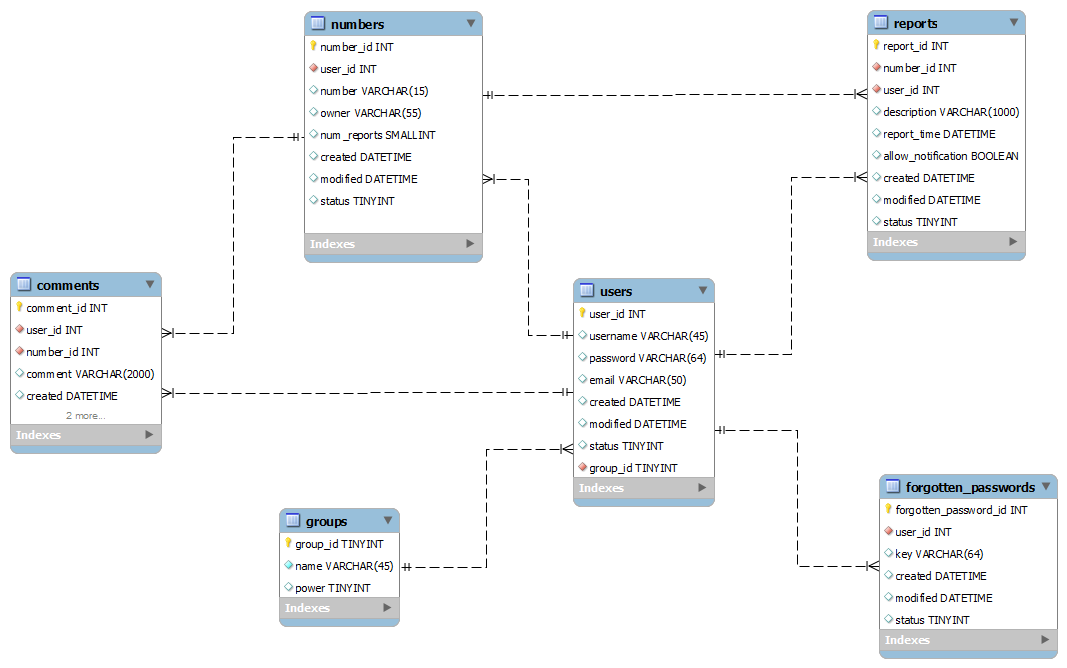 numbers
number_id INT
user_id INT
number VARCHAR(15)
owner VARCHAR(55)
num_reports SMALLINT
created DATETIME
modified DATETIME
status TINYINT
Indexes
reports
report_id INT
number_id INT
user_id INT
description VARCHAR(1000)
report_time DATETIME
allow_notification BOOLEAN
created DATETIME
modified DATETIME
status TINYINT
Indexes
comments
comment_id INT
user_id INT
number_id INT
comment VARCHAR(2000)
created DATETIME
2 more...
Indexes
users
user_id INT
username VARCHAR(45)
password VARCHAR(64)
email VARCHAR(50)
created DATETIME
modified DATETIME
status TINYINT
group_id TINYINT
Indexes
groups
group_id TINYINT
name VARCHAR(45)
power TINYINT
Indexes
forgotten_passwords
forgotten_password_id INT
user_id INT
key VARCHAR(64)
created DATETIME
modified DATETIME
status TINYINT
Indexes